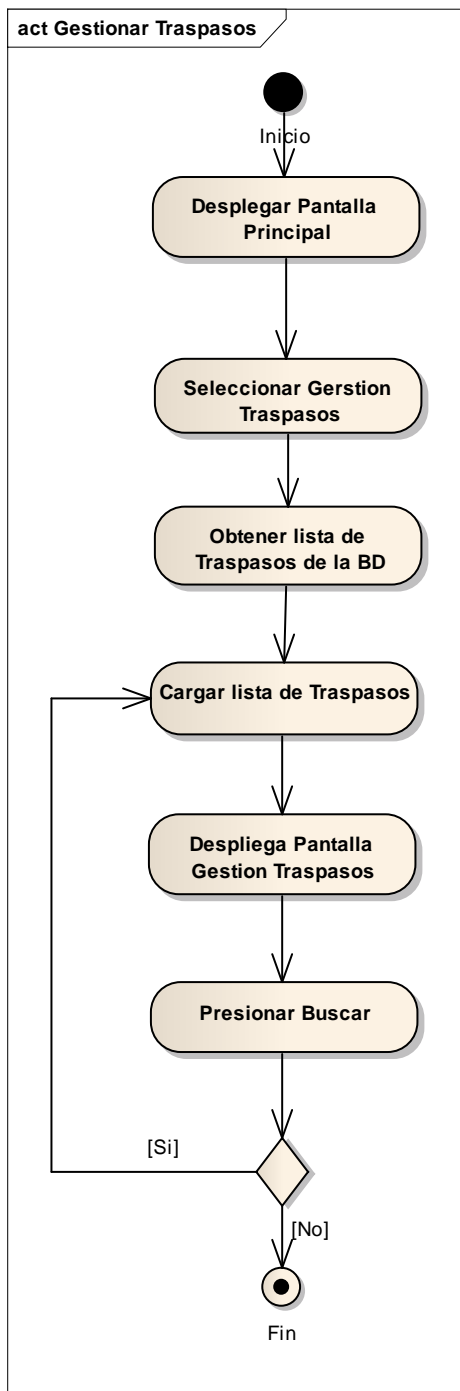 act Gestionar Traspasos
Inicio
Desplegar Pantalla
Principal
Seleccionar Gerstion
Traspasos
Obtener lista de
Traspasos de la BD
Cargar lista de Traspasos
Despliega Pantalla
Gestion Traspasos
Presionar Buscar
[Si]
[No]
Fin